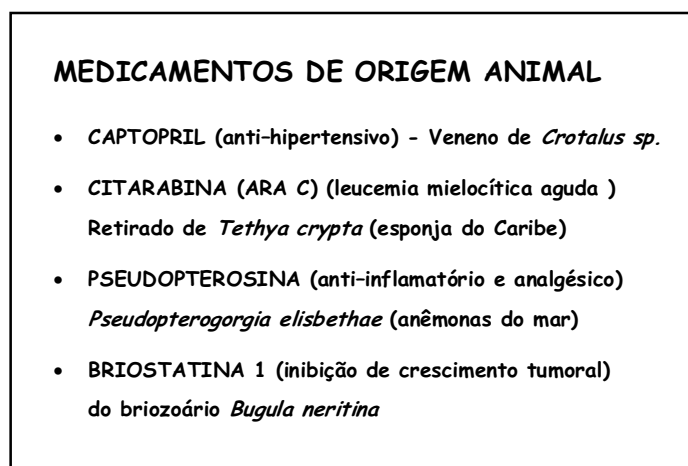 MEDICAMENTOS DE ORIGEM ANIMAL
• CAPTOPRIL (anti-hipertensivo) - Veneno de Crotalus sp.
• CITARABINA (ARA C) (leucemia mielocítica aguda )
Retirado de Tethya crypta (esponja do Caribe)
• PSEUDOPTEROSINA (anti-inflamatório e analgésico)
Pseudopterogorgia elisbethae (anêmonas do mar)
• BRIOSTATINA 1 (inibição de crescimento tumoral)
do briozoário Bugula neritina